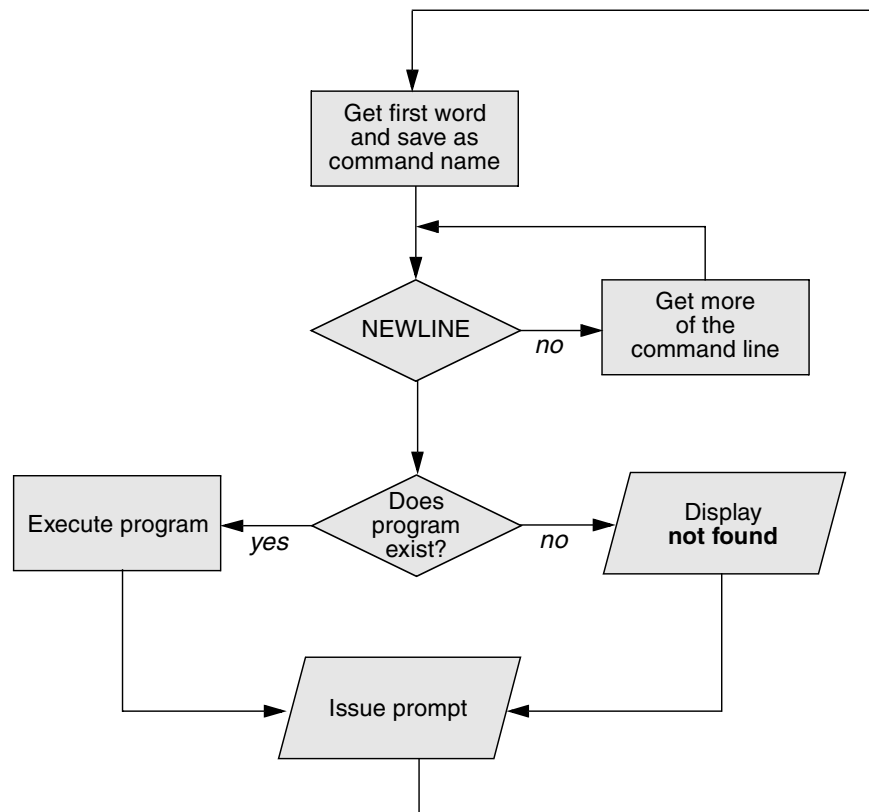 Get first word
and save as
command name
NEWLINE
no
Get more
of the
command line
Does
program
exist?
yes
Execute program
no
Display
not found
Issue prompt